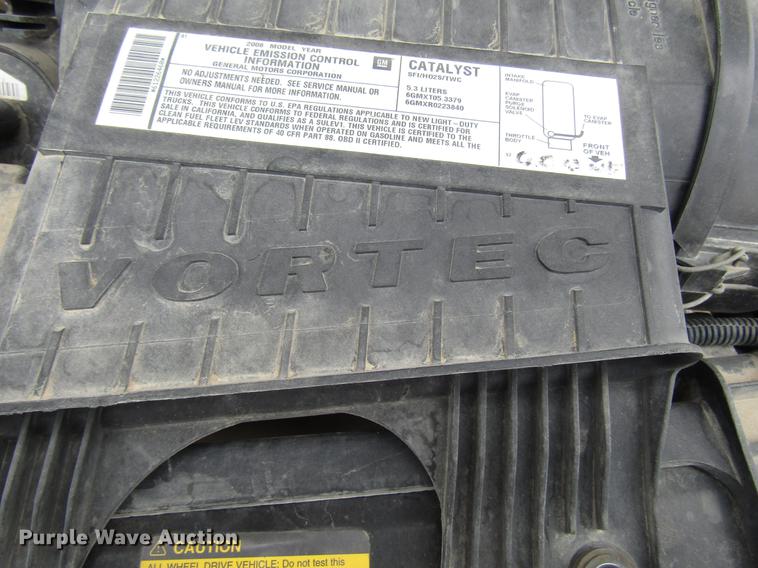 2006 MODEL YEAR
VEHICLE EMISSION CONTROL
INFORMATION
GENERAL MOTORS CORPORATION
GM
CATALYST
SFI/HO2S/TWC
NO ADJUSTMENTS NEEDED. SEE SERVICE MANUAL OR
OWNERS MANUAL FOR MORE INFORMATION.
5.3 LITERS
6GMXT05.3379
6GMXR0223840
THIS VEHICLE CONFORMS TO U.S. EPA REGULATIONS APPLICABLE TO NEW LIGHT-DUTY
TRUCKS. THIS VEHICLE CONFORMS TO FEDERAL REGULATIONS AND IS CERTIFIED FOR
SALE IN CALIFORNIA, AND QUALIFIES AS A SULEV1. THIS VEHICLE IS CERTIFIED TO
CLEAN FUEL FLEET LEV STANDARDS WHEN OPERATED ON GASOLINE AND MEETS ALL THE
APPLICABLE REQUIREMENTS OF 40 CFR PART 88. OBD II CERTIFIED.
INTAKE
MANIFOLD
EVAP
CANISTER
PURGE
SOLENOID
VALVE
TO EVAP
CANISTER
THROTTLE
BODY
FRONT
OF VEH
VORTEC
CAUTION
ALL WHEEL DRIVE VEHICLE: Do not test this
Purple Wave Auction